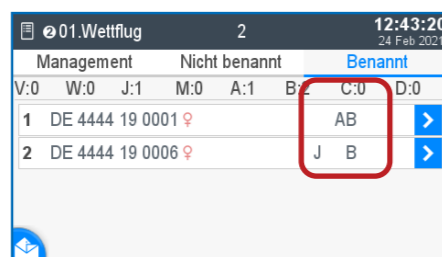 ❷01.Wettflug 2 12:43:20
24 Feb 2021
Management Nicht benannt Benannt
V:0 W:0 J:1 M:0 A:1 B:2 C:0 D:0
1 DE 4444 19 0001 ♀ AB
2 DE 4444 19 0006 ♀ J B